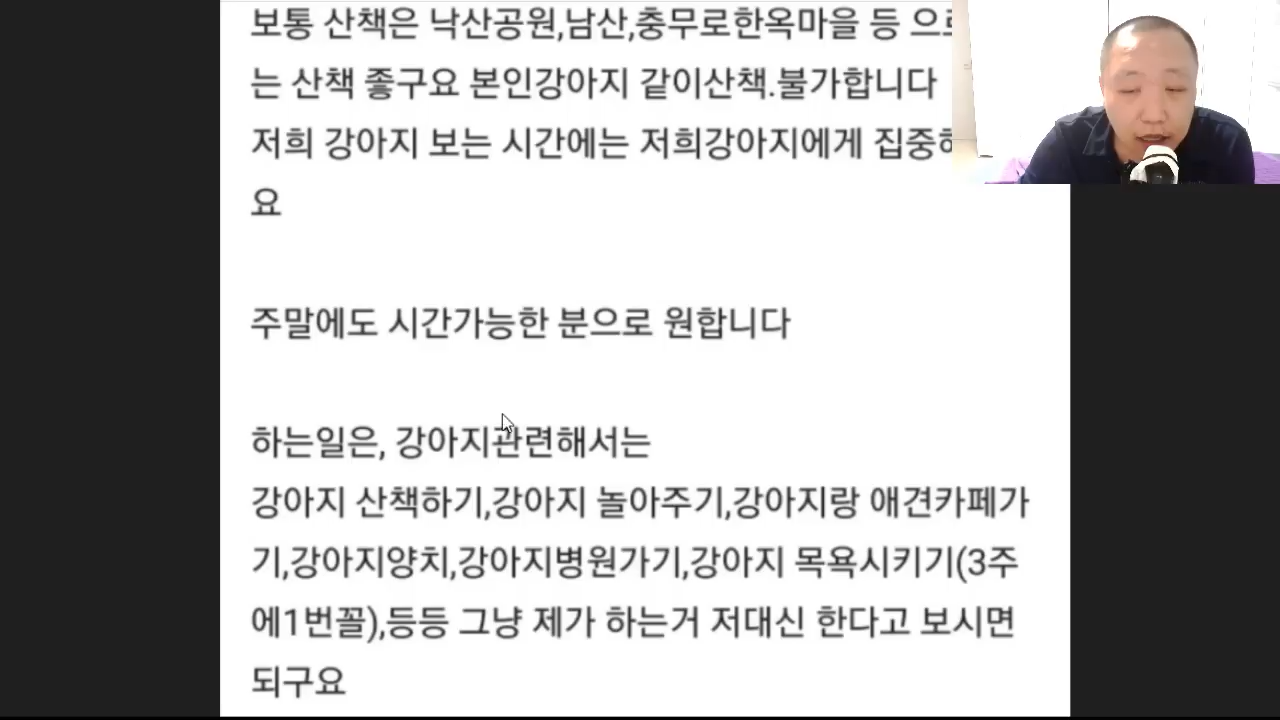 보통 산책은 낙산공원,남산,충무로한옥마을 등
는 산책 좋구요 본인강아지 같이산책.불가합니다
저희 강아지 보는 시간에는 저희강아지에게
요
주말에도 시간가능한 분으로 원합니다
하는일은, 강아지관련해서는
강아지 산책하기,강아지 놀아주기,강아지랑 애견카페가
기,강아지양치,강아지병원가기,강아지 목욕시키기(3주
에1번꼴),등등 그냥 제가 하는거 저대신 한다고 보시면
되구요